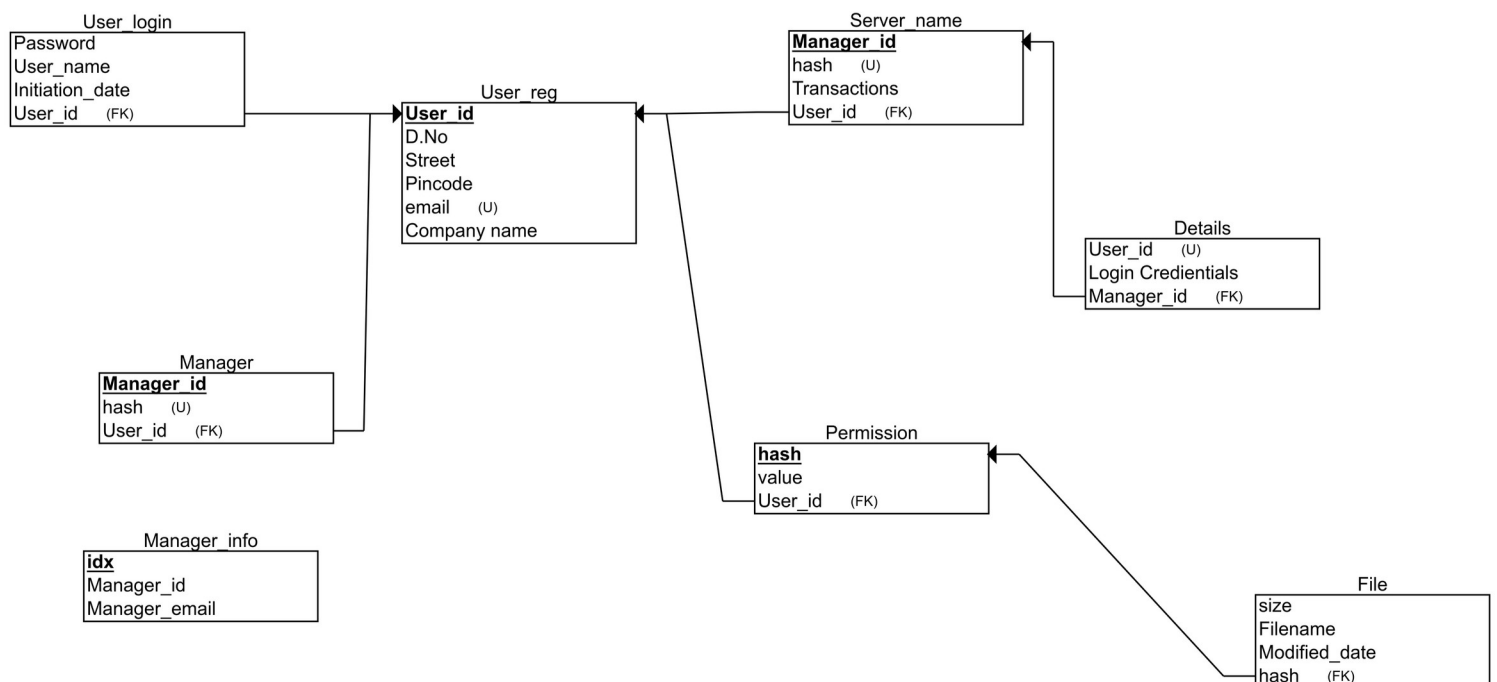 User_login
Password
User_name
Initiation_date
User_id (FK)
User_reg
User_id
D.No
Street
Pincode
email (U)
Company name
Server_name
Manager_id
hash (U)
Transactions
User_id (FK)
Details
User_id (U)
Login Credientials
Manager_id (FK)
Manager
Manager_id
hash (U)
User_id (FK)
Permission
hash
value
User_id (FK)
Manager_info
idx
Manager_id
Manager_email
File
size
Filename
Modified_date
hash (FK)